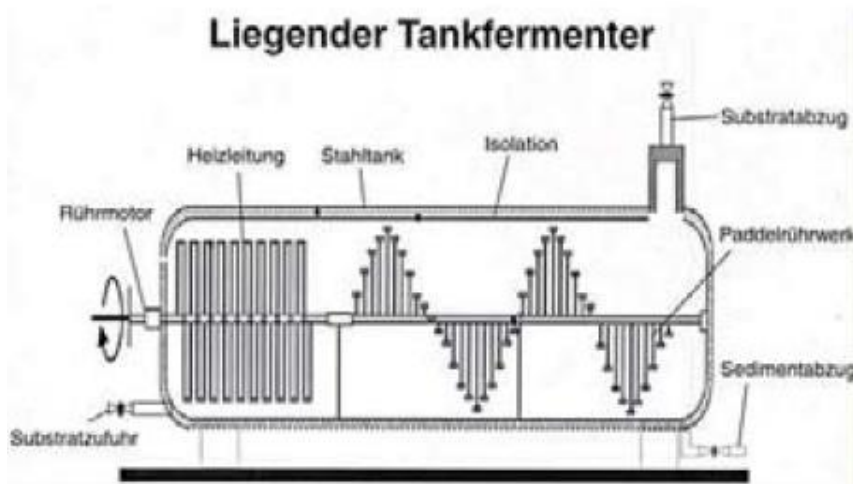 Liegender Tankfermenter
Substratabzug
Isolation
Heizleitung
Stahltank
Rührmotor
Paddelrührwerk
Sedimentabzug
Substratzufuhr